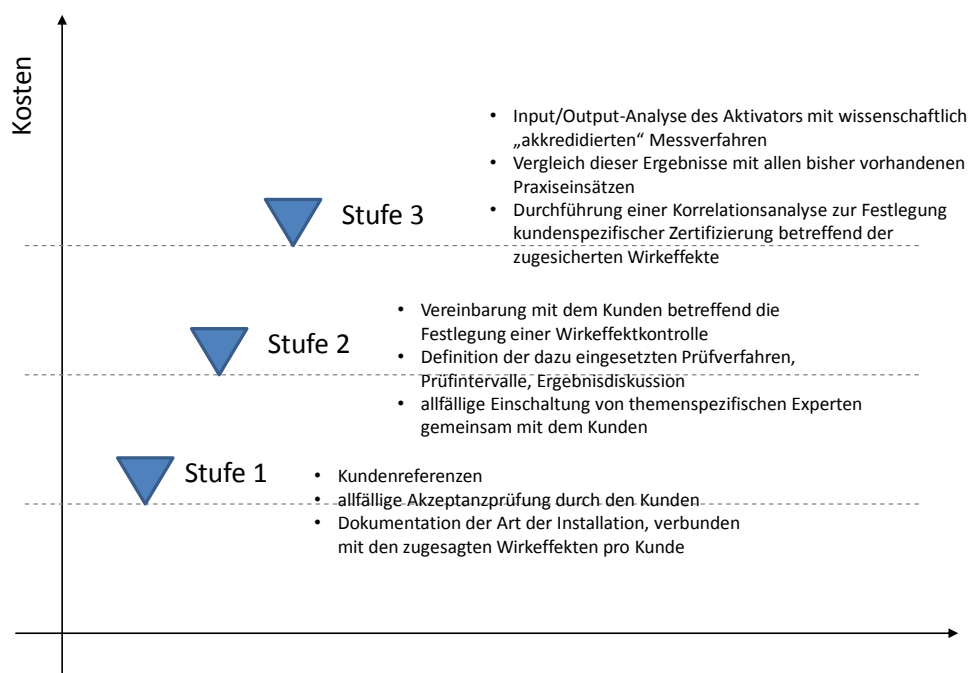 Kosten
• Input/Output-Analyse des Aktivators mit wissenschaftlich
„akkredidierten“ Messverfahren
• Vergleich dieser Ergebnisse mit allen bisher vorhandenen
Praxiseinsätzen
• Durchführung einer Korrelationsanalyse zur Festlegung
kundenspezifischer Zertifizierung betreffend der
zugesicherten Wirkeffekte
Stufe 3
• Vereinbarung mit dem Kunden betreffend die
Festlegung einer Wirkeffektkontrolle
• Definition der dazu eingesetzten Prüfverfahren,
Prüfintervalle, Ergebnisdiskussion
• allfällige Einschaltung von themenspezifischen Experten
gemeinsam mit dem Kunden
Stufe 2
Stufe 1
• Kundenreferenzen
• allfällige Akzeptanzprüfung durch den Kunden
• Dokumentation der Art der Installation, verbunden
mit den zugesagten Wirkeffekten pro Kunde